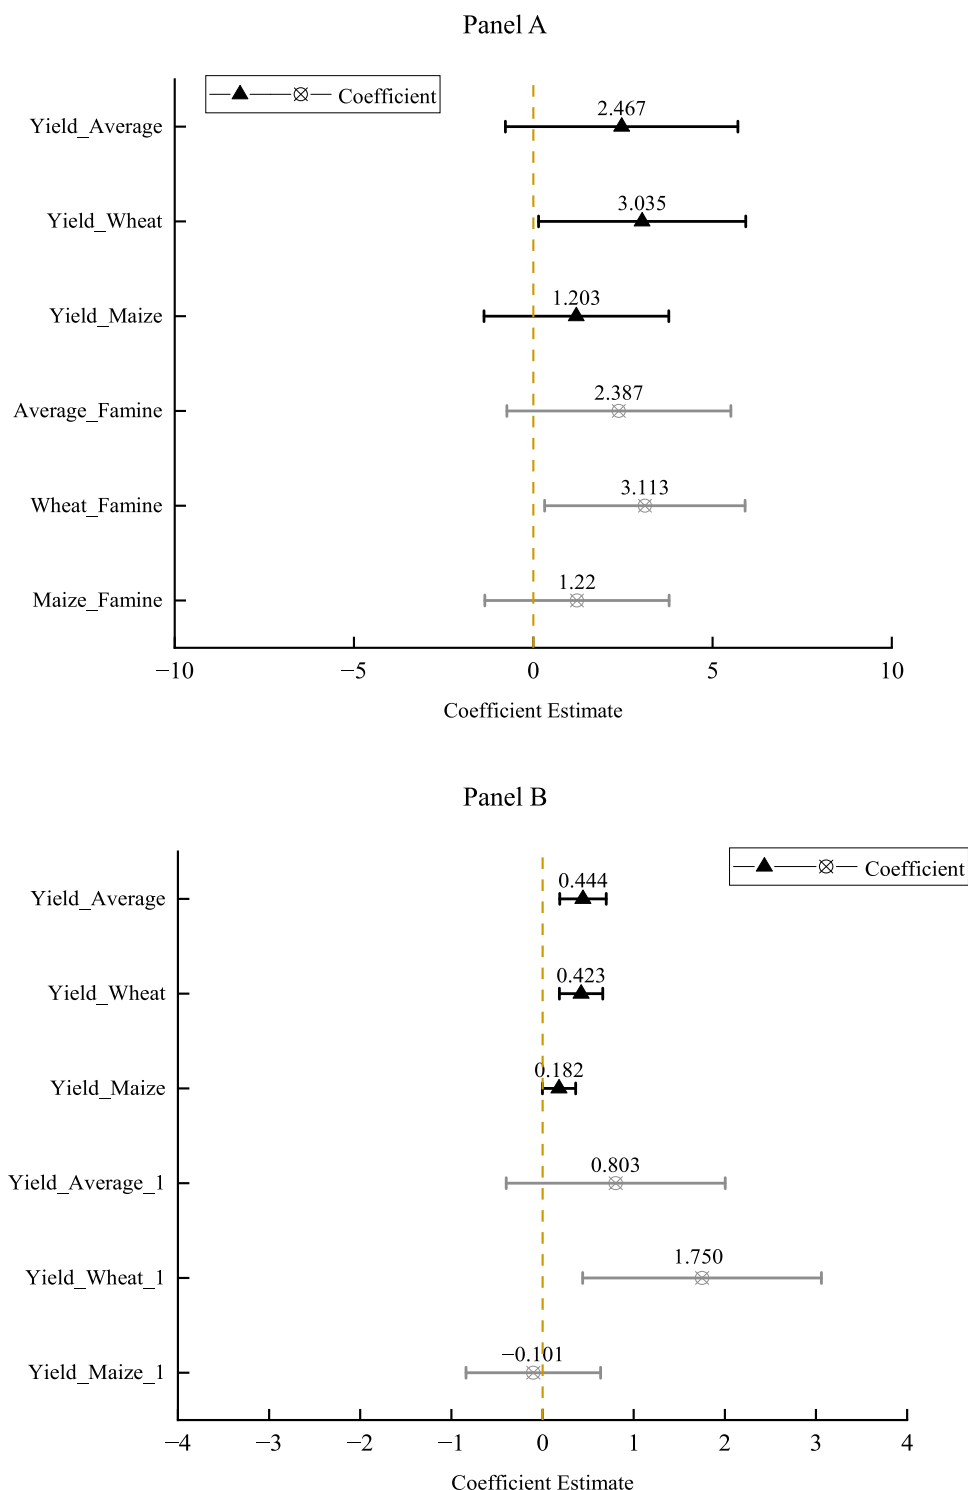 Panel A
Coefficient
Yield_Average
2.467
Yield_Wheat
3.035
Yield_Maize
1.203
Average_Famine
2.387
Wheat_Famine
3.113
Maize_Famine
1.22
−10 −5 0 5 10
Coefficient Estimate
Panel B
Coefficient
Yield_Average
0.444
Yield_Wheat
0.423
Yield_Maize
0.182
Yield_Average_1
0.803
Yield_Wheat_1
1.750
Yield_Maize_1
−0.101
−4 −3 −2 −1 0 1 2 3 4
Coefficient Estimate